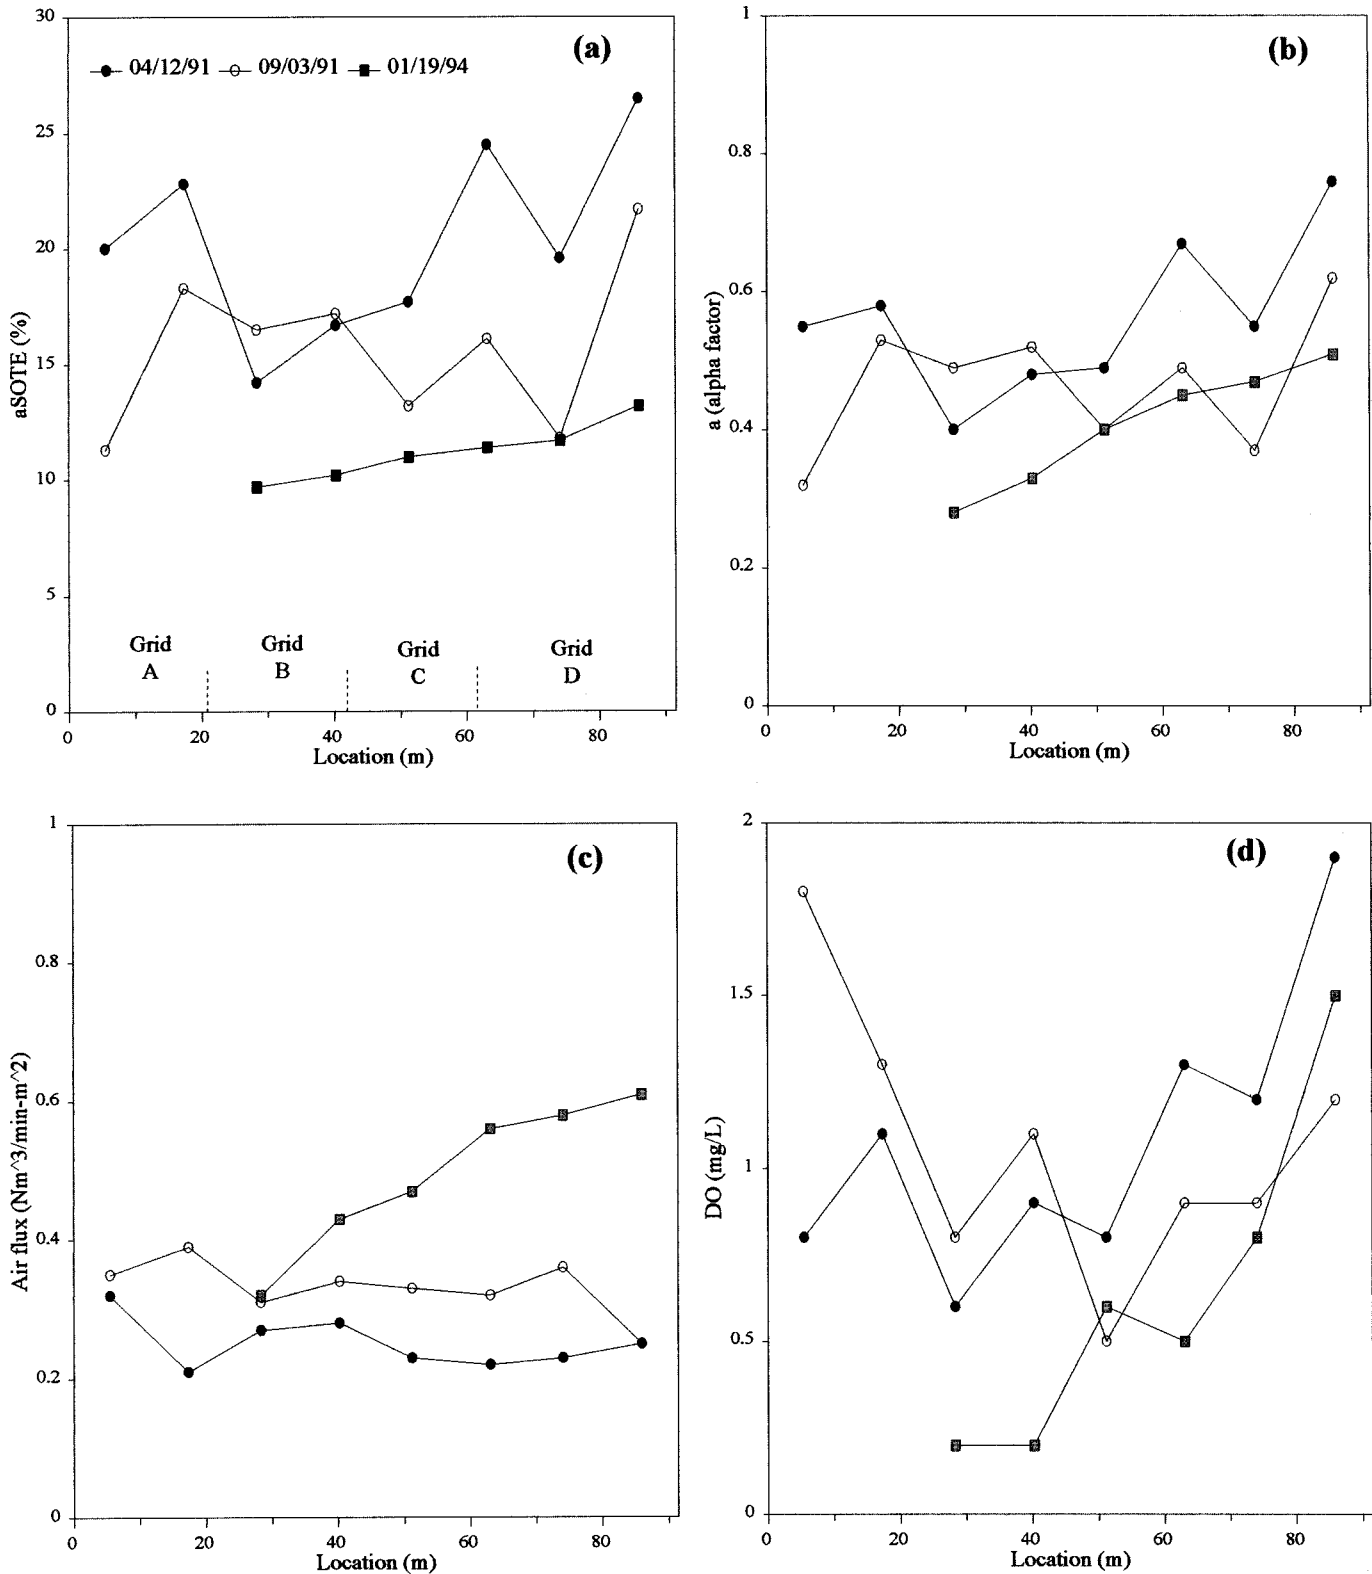 (a)
04/12/91 09/03/91 01/19/94
30
25
20
15
10
5
0
aSOTE (%)
Grid A
Grid B
Grid C
Grid D
0 20 40 60 80
Location (m)
(b)
1
0.8
0.6
0.4
0.2
0
a (alpha factor)
0 20 40 60 80
Location (m)
(c)
1
0.8
0.6
0.4
0.2
0
Air flux (Nm^3/min-m^2)
0 20 40 60 80
Location (m)
(d)
2
1.5
1
0.5
0
DO (mg/L)
0 20 40 60 80
Location (m)